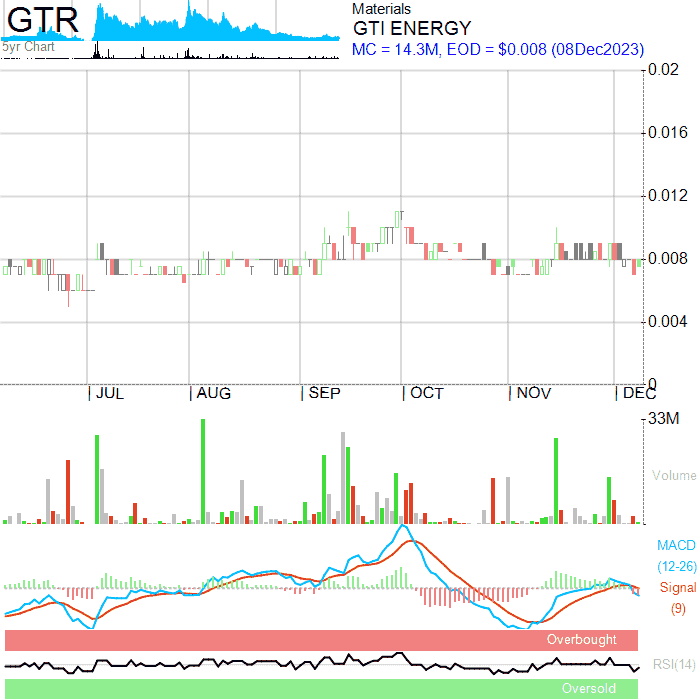 GTR
5yr Chart
Materials
GTI ENERGY
MC = 14.3M, EOD = $0.008 (08Dec2023)
0.02
0.016
0.012
0.008
0.004
0
JUL AUG SEP OCT NOV DEC
33M
Volume
MACD
(12-26)
Signal
(9)
Overbought
RSI(14)
Oversold